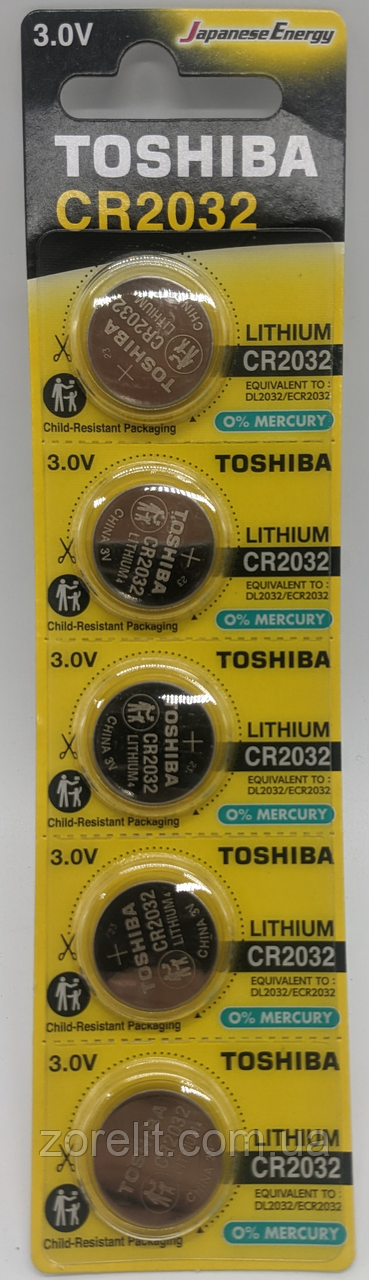 3.0V
Japanese Energy
TOSHIBA
CR2032
TOSHIBA
CR2032
LITHIUM
CHINA
23
+
LITHIUM
CR2032
EQUIVALENT TO :
DL2032/ECR2032
0% MERCURY
Child-Resistant Packaging
3.0V
TOSHIBA
TOSHIBA
CR2032
LITHIUM
CHINA 3V
23
+
LITHIUM
CR2032
EQUIVALENT TO :
DL2032/ECR2032
0% MERCURY
Child-Resistant Packaging
3.0V
TOSHIBA
TOSHIBA
CR2032
LITHIUM
CHINA 3V
+
LITHIUM
CR2032
EQUIVALENT TO :
DL2032/ECR2032
0% MERCURY
Child-Resistant Packaging
3.0V
TOSHIBA
TOSHIBA
CR2032
LITHIUM
CHINA 3V
23
+
LITHIUM
CR2032
EQUIVALENT TO :
DL2032/ECR2032
0% MERCURY
Child-Resistant Packaging
3.0V
TOSHIBA
TOSHIBA
CR2032
CHINA
zorelit.com.ua
LITHIUM
CR2032
EQUIVALENT TO :
DL2032/ECR2032
0% MERCURY
Child-Resistant Packaging